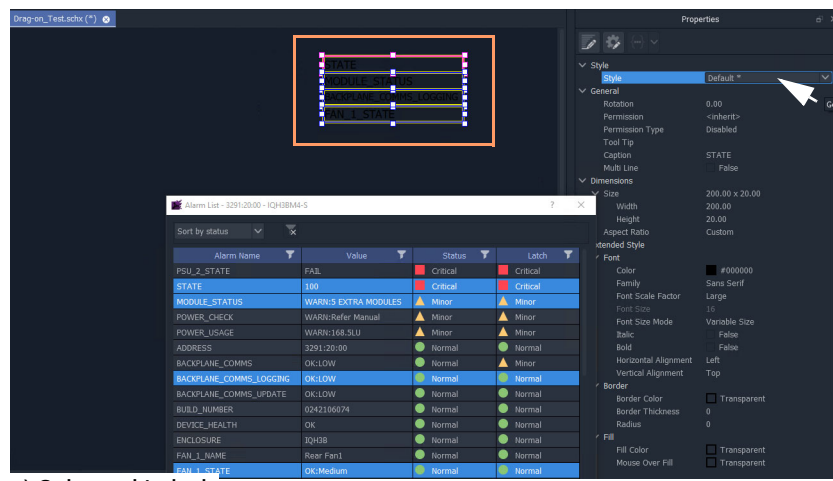 Drag-on_Test.schx (*)
Properties
STATE
MODULE_STATUS
BACKPLANE_COMMS_LOGGING
FAN_1_STATE
Style
Style Default *
General
Rotation 0.00
Permission <inherit>
Permission Type Disabled
Tool Tip
Caption STATE
Multi Line False
Dimensions
Size 200.00 x 20.00
Width 200.00
Height 20.00
Aspect Ratio Custom
tended Style
Font
Color #000000
Family Sans Serif
Font Scale Factor Large
Font Size 16
Font Size Mode Variable Size
Italic False
Bold False
Horizontal Alignment Left
Vertical Alignment Top
Border
Border Color Transparent
Border Thickness 0
Radius 0
Fill
Fill Color Transparent
Mouse Over Fill Transparent
Alarm List - 3291:20:00 - IQH3BM4-S
Sort by status
Alarm Name Value Status Latch
PSU_2_STATE FAIL Critical Critical
STATE 100 Critical Critical
MODULE_STATUS WARN:5 EXTRA MODULES Minor Minor
POWER_CHECK WARN:Refer Manual Minor Minor
POWER_USAGE WARN:168.5LU Minor Minor
ADDRESS 3291:20:00 Normal Normal
BACKPLANE_COMMS OK:LOW Normal Minor
BACKPLANE_COMMS_LOGGING OK:LOW Normal Normal
BACKPLANE_COMMS_UPDATE OK:LOW Normal Normal
BUILD_NUMBER 0242106074 Normal Normal
DEVICE_HEALTH OK Normal Normal
ENCLOSURE IQH3B Normal Normal
FAN_1_NAME Rear Fan1 Normal Normal
FAN_1_STATE OK:Medium Normal Normal